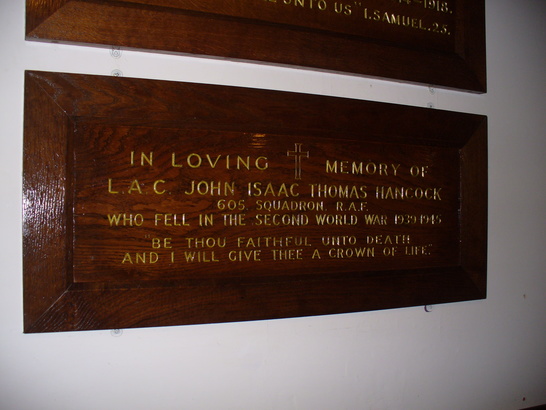 UNTO US" I.SAMUEL.25.
IN LOVING MEMORY OF
L.A.C. JOHN ISAAC THOMAS HANCOCK
605. SQUADRON. R.A.F.
WHO FELL IN THE SECOND WORLD WAR 1939-1945
BE THOU FAITHFUL UNTO DEATH
AND I WILL GIVE THEE A CROWN OF LIFE."